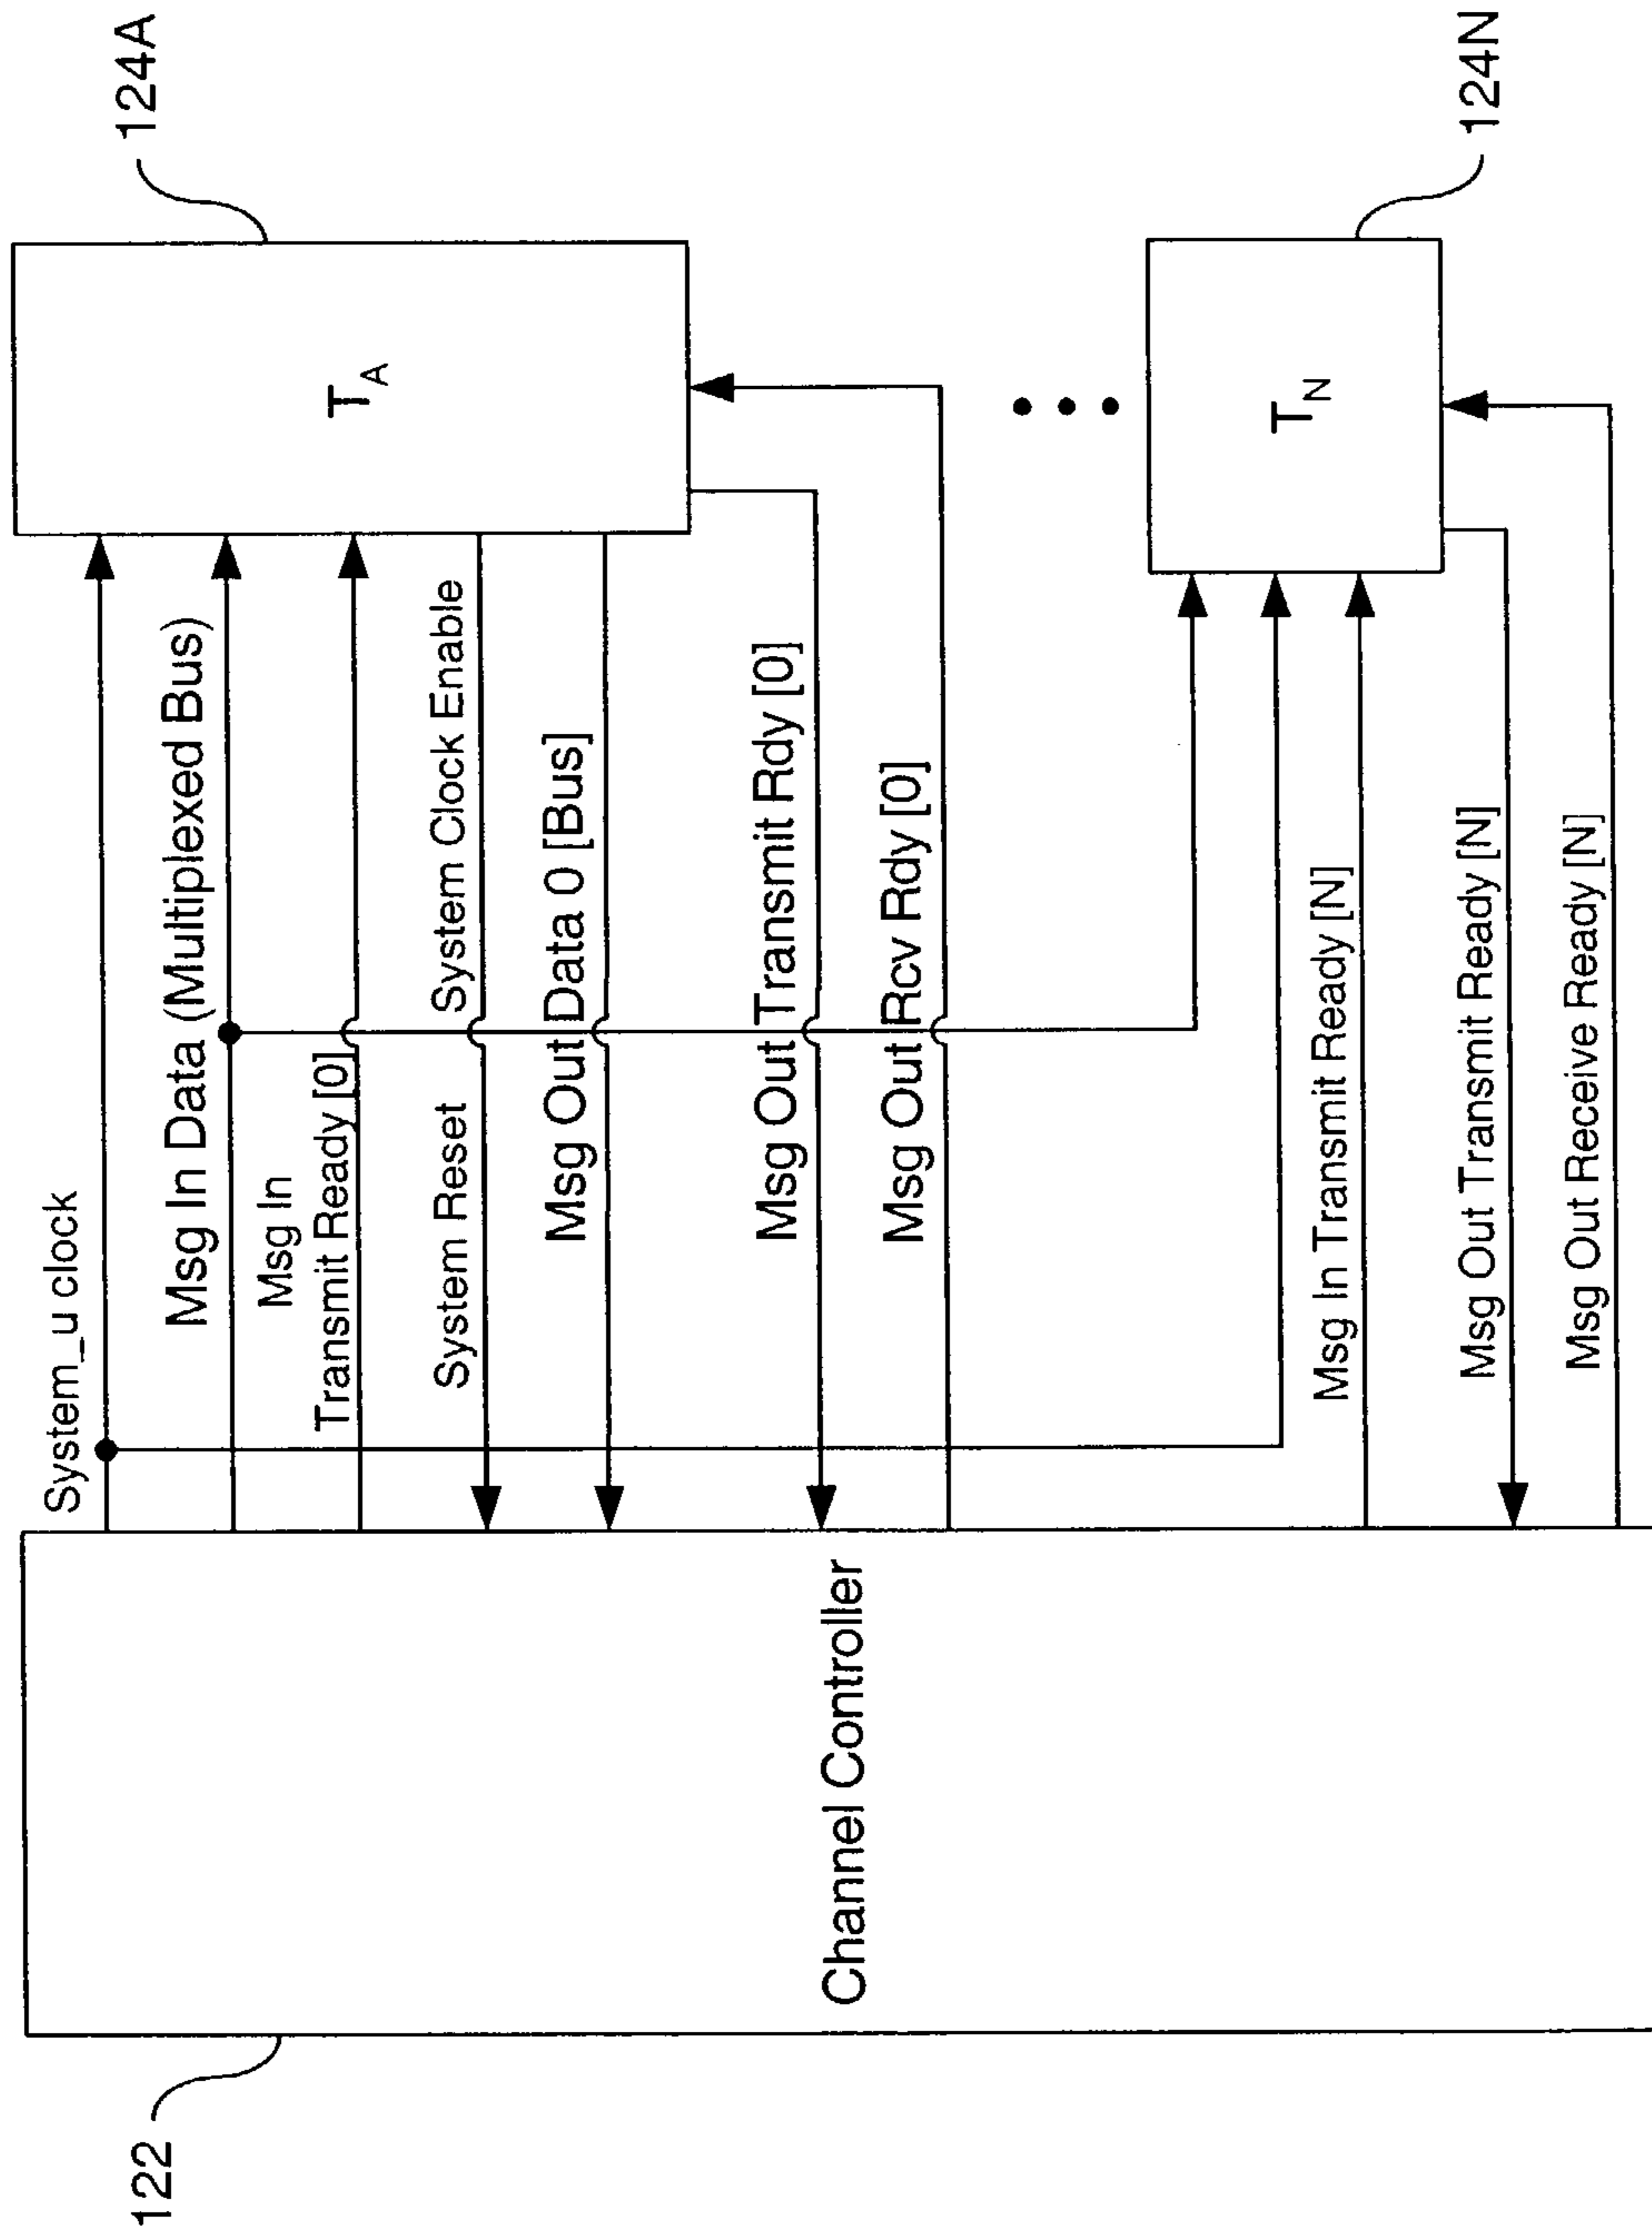 124A
T A
System_u clock
Msg In Data (Multiplexed Bus)
Msg In
Transmit Ready [0]
System Reset System Clock Enable
Msg Out Data 0 [Bus]
Msg Out Transmit Rdy [0]
Msg Out Rcv Rdy [0]
124N
T N
Msg In Transmit Ready [N]
Msg Out Transmit Ready [N]
Msg Out Receive Ready [N]
Channel Controller
122